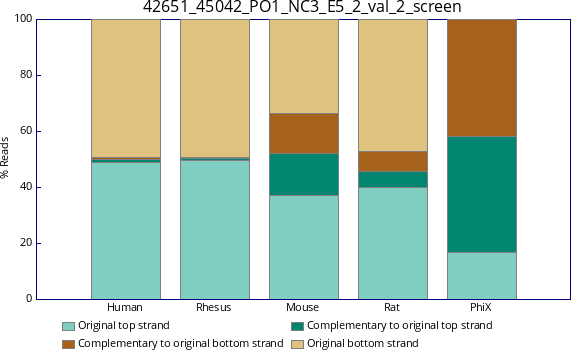 42651_45042_PO1_NC3_E5_2_val_2_screen
100
80
60
40
20
0
% Reads
Human Rhesus Mouse Rat PhiX
Original top strand Complementary to original top strand
Complementary to original bottom strand Original bottom strand